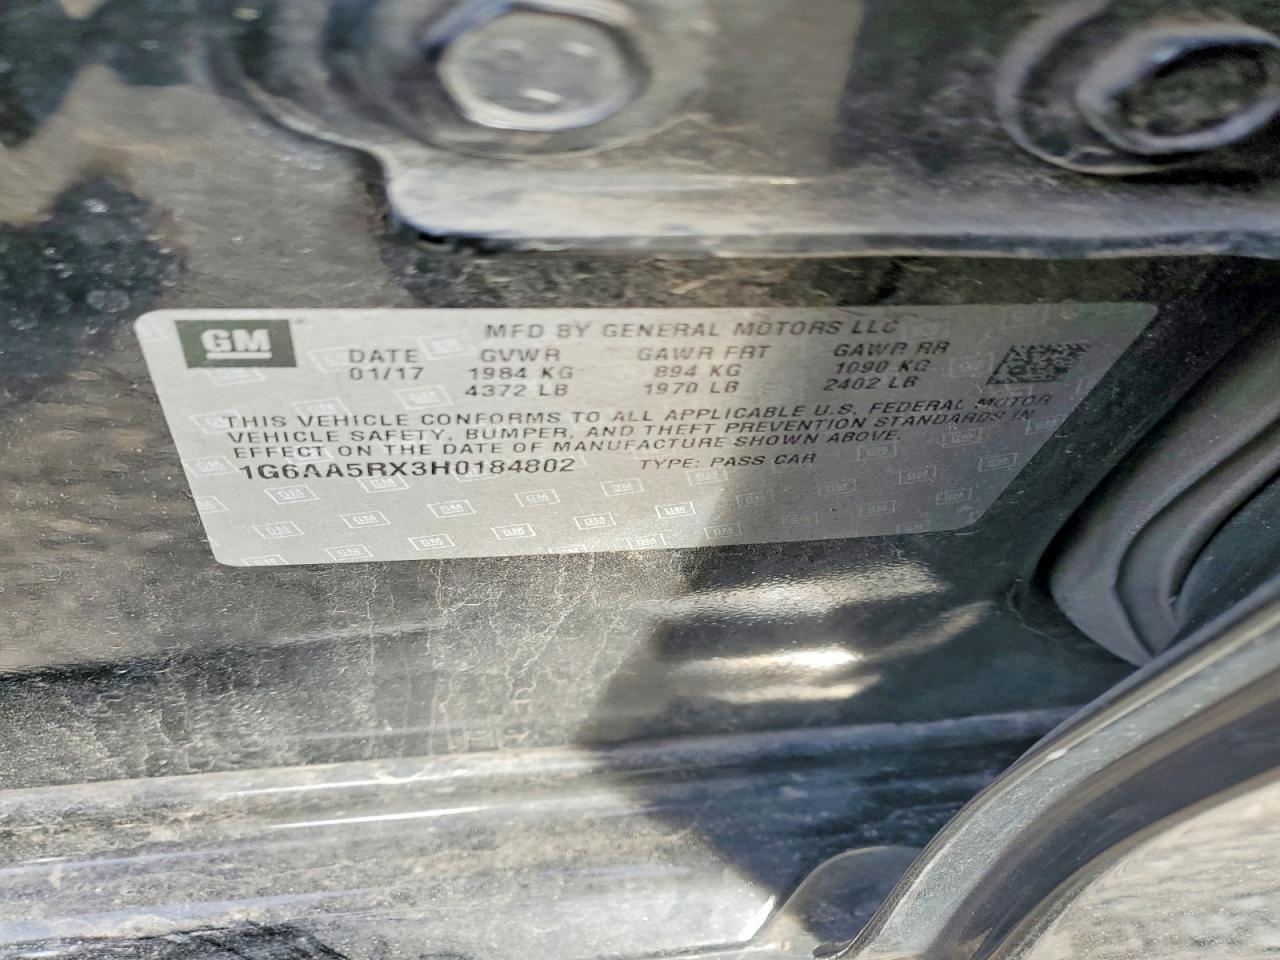 GM
MFD BY GENERAL MOTORS LLC
DATE GVWR GAWR FRT GAWR RR
01/17 1984 KG 894 KG 1090 KG
4372 LB 1970 LB 2402 LB
THIS VEHICLE CONFORMS TO ALL APPLICABLE U.S. FEDERAL MOTOR
VEHICLE SAFETY, BUMPER, AND THEFT PREVENTION STANDARDS IN
EFFECT ON THE DATE OF MANUFACTURE SHOWN ABOVE.
1G6AA5RX3H0184802 TYPE: PASS CAR